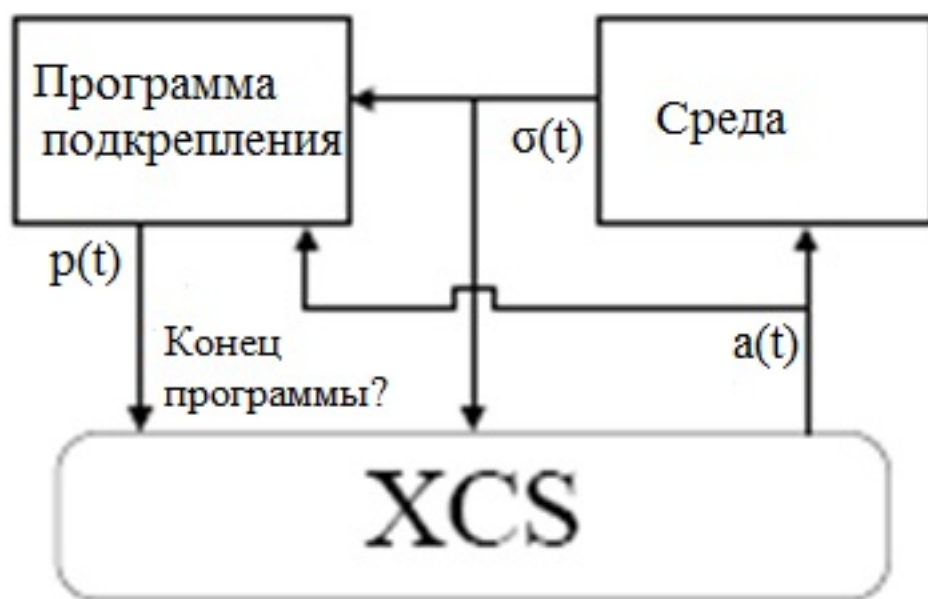 Программа
подкрепления
Среда
σ(t)
p(t)
a(t)
Конец
программы?
XCS